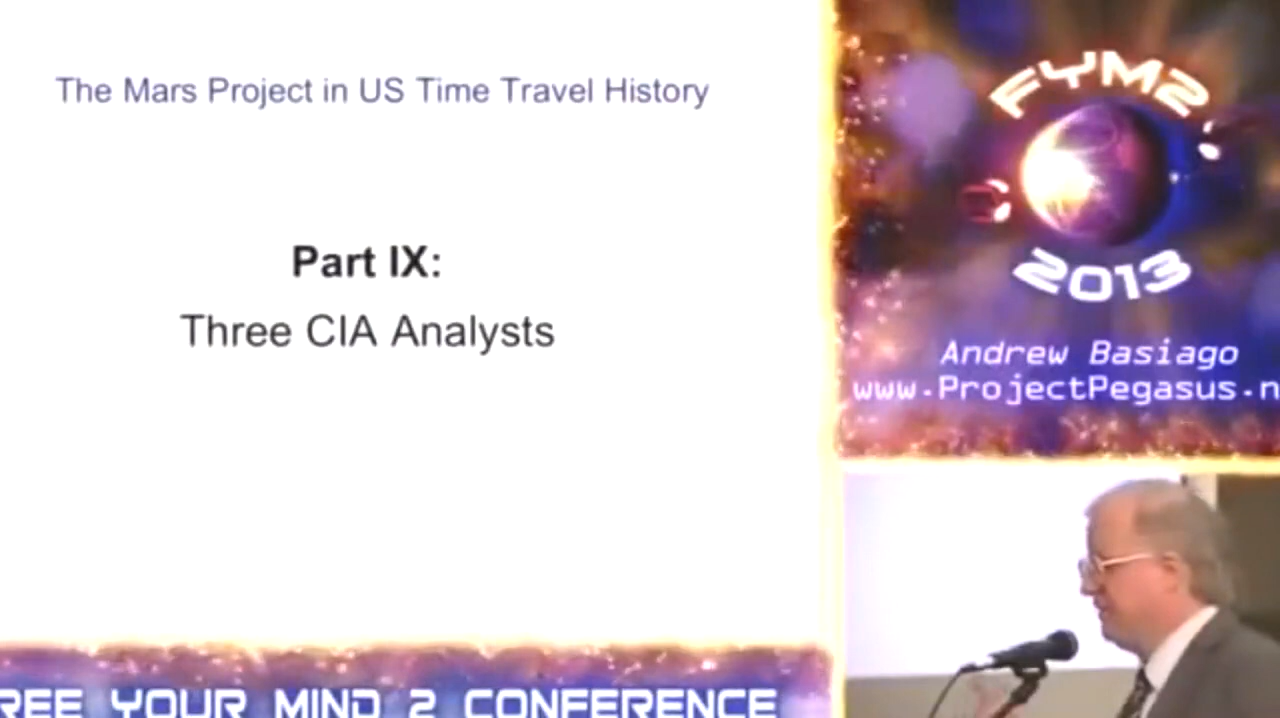 The Mars Project in US Time Travel History
Part IX:
Three CIA Analysts
FYM2
2013
Andrew Basiago
www.ProjectPegasus.n
REE YOUR MIND 2 CONFERENCE